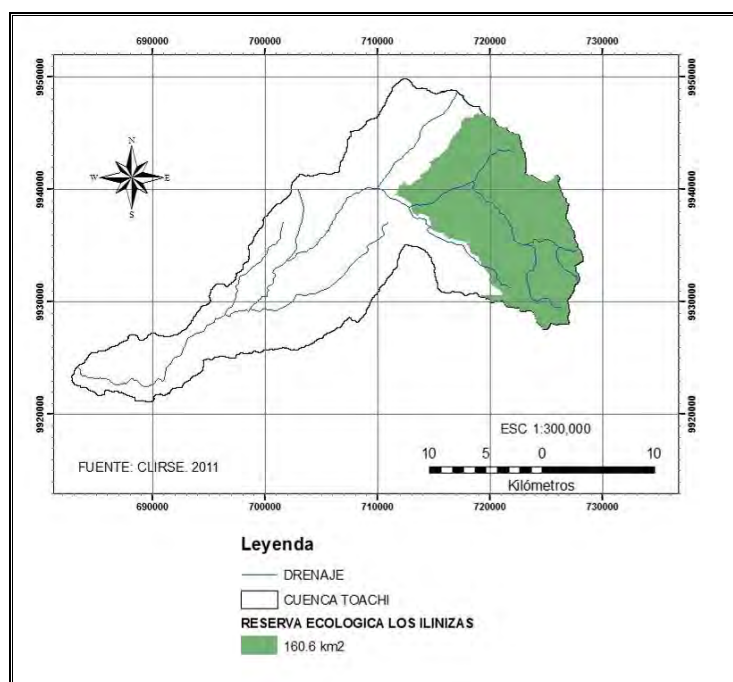 690000 700000 710000 720000 730000
9950000 9950000
N
W E
S
9940000 9940000
9930000 9930000
9920000 9920000
ESC 1:300,000
10 5 0 10
Kilómetros
FUENTE: CLIRSE. 2011
690000 700000 710000 720000 730000
Leyenda
DRENAJE
CUENCA TOACHI
RESERVA ECOLOGICA LOS ILINIZAS
160.6 km2